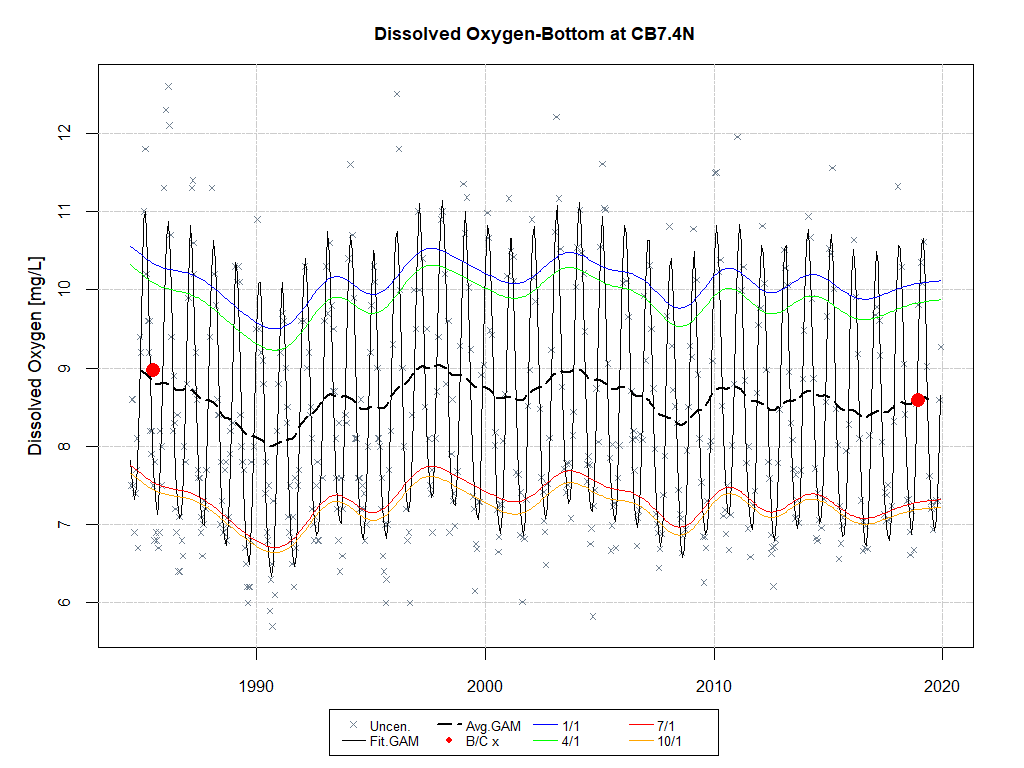 Dissolved Oxygen-Bottom at CB7.4N
Dissolved Oxygen [mg/L]
12
11
10
9
8
7
6
1990 2000 2010 2020
Uncen. Avg.GAM 1/1 7/1
Fit.GAM B/C x 4/1 10/1